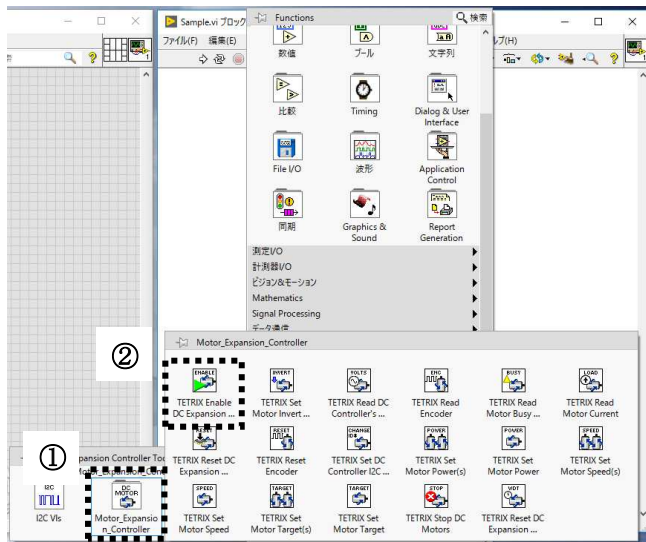 Sample.vi ブロック
ファイル(F) 編集(E)
Functions
検索
ルプ(H)
数値
ブール
文字列
比較
Timing
Dialog & User
Interface
File I/O
波形
Application
Control
同期
Graphics &
Sound
Report
Generation
測定I/O
計測器I/O
ビジョン&モーション
Mathematics
Signal Processing
データ通信
②
Motor_Expansion_Controller
ENABLE
INVERT
VOLTS
ENC
BUSY
LOAD
TETRIX Enable
DC Expansion ...
TETRIX Set
Motor Invert ...
TETRIX Read DC
Controller's ...
TETRIX Read
Encoder
TETRIX Read
Motor Busy ...
TETRIX Read
Motor Current
RESET
RESET
CHANGE
ID#
POWER
POWER
SPEED
TETRIX Reset DC
Expansion ...
TETRIX Reset
Encoder
TETRIX Set DC
Controller I2C ...
TETRIX Set
Motor Power(s)
TETRIX Set
Motor Power
TETRIX Set
Motor Speed(s)
SPEED
TARGET
TARGET
STOP
WDT
TETRIX Set
Motor Speed
TETRIX Set
Motor Target(s)
TETRIX Set
Motor Target
TETRIX Stop DC
Motors
TETRIX Reset DC
Expansion ...
①
pansion Controller Too
I2C
DC
MOTOR
I2C VIs
Motor_Expansio
n_Controller